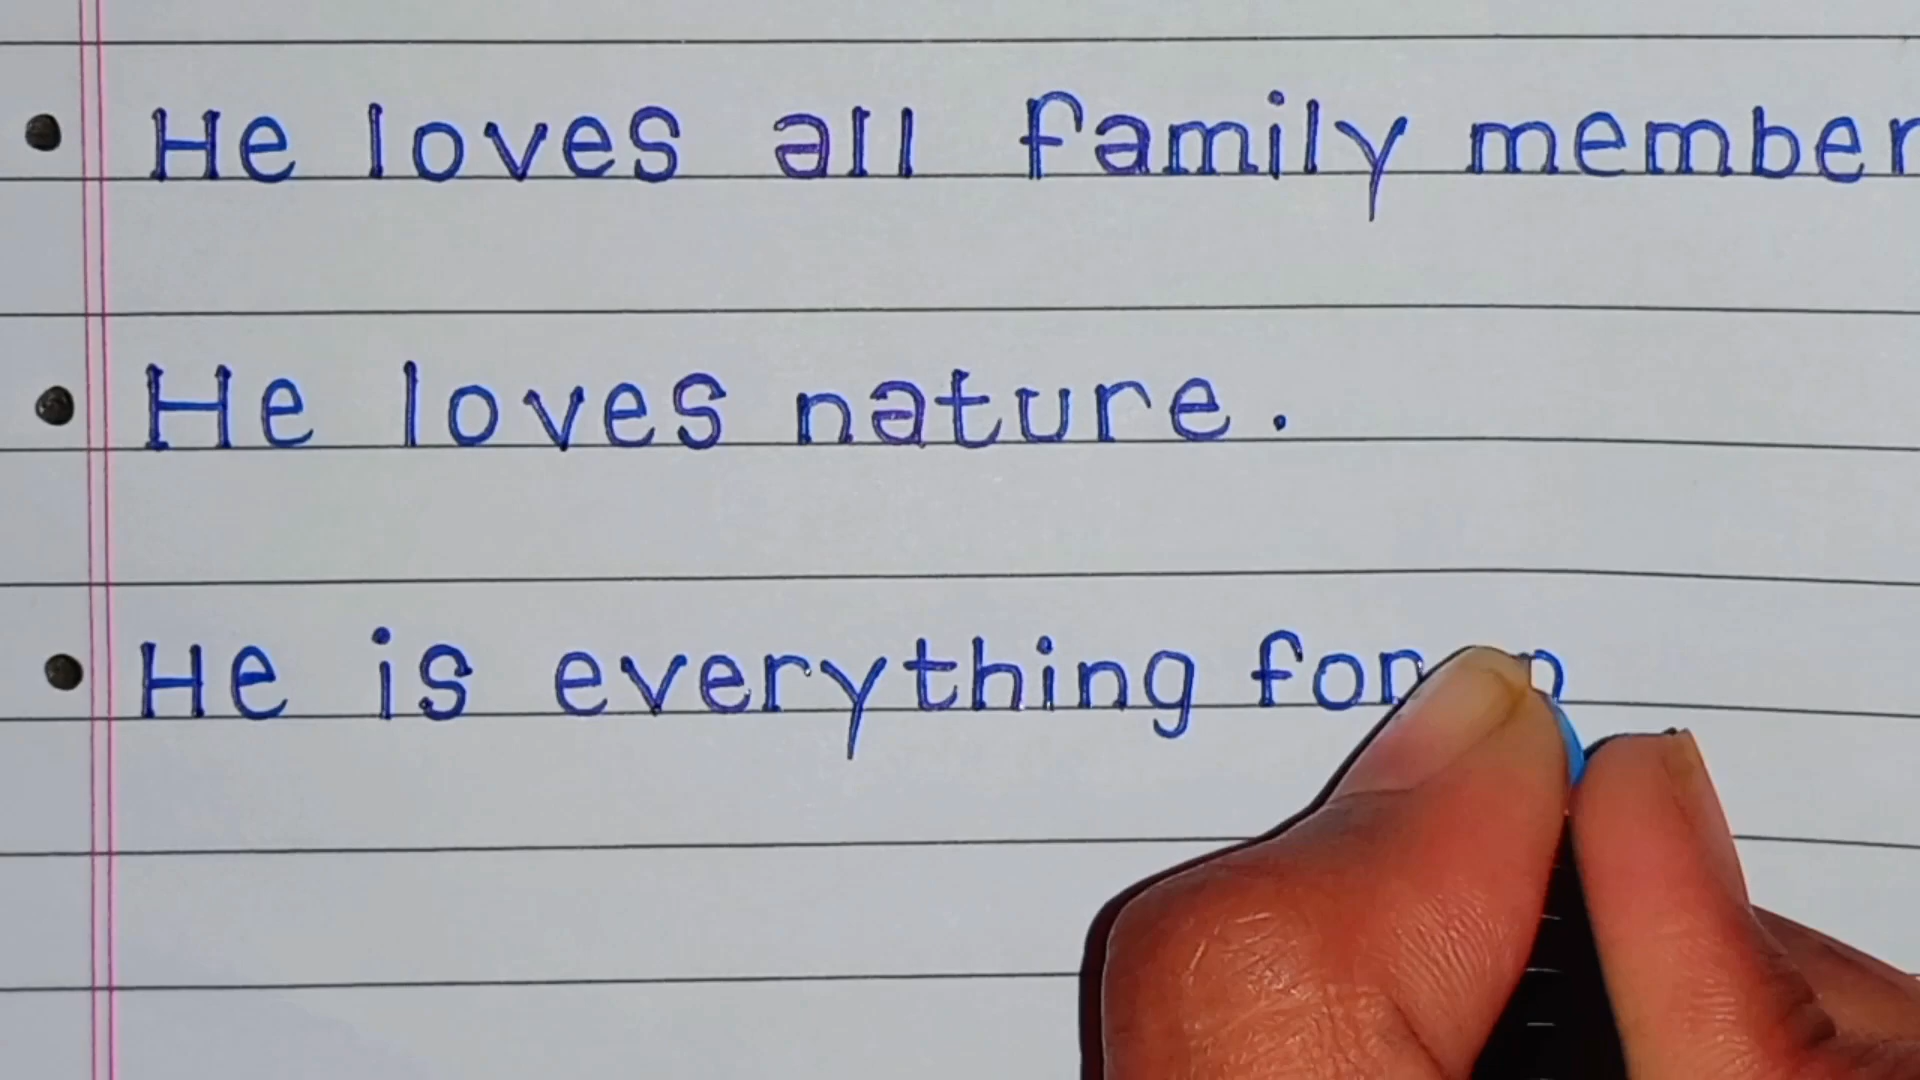 He loves all family member
He loves nature.
He is everything for